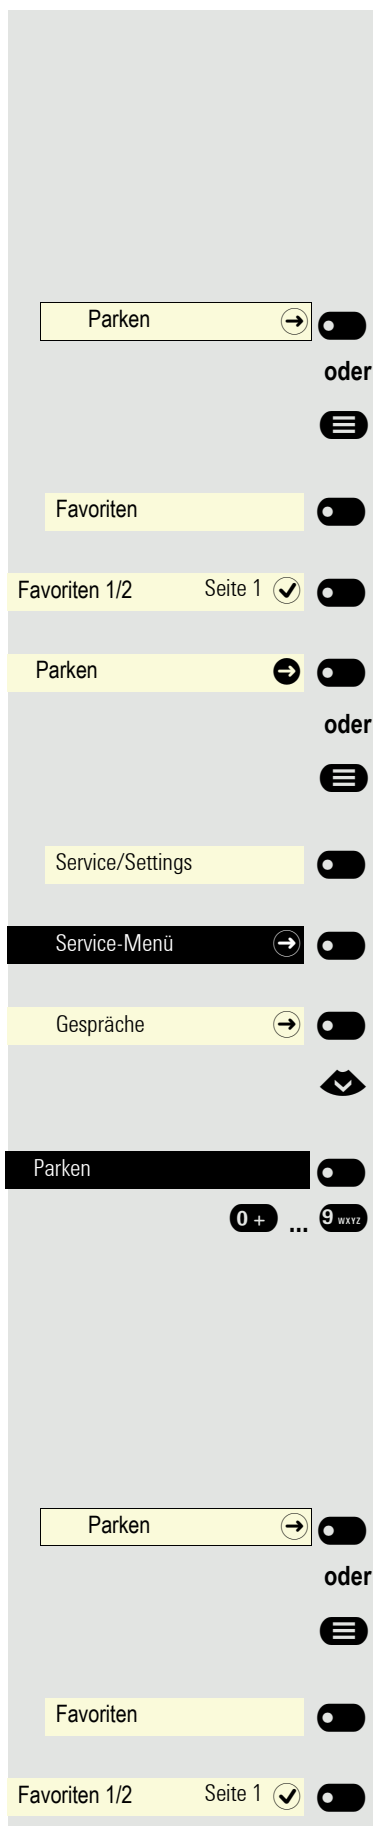 Parken
oder
Favoriten
Favoriten 1/2 Seite 1
Parken
oder
Service/Settings
Service-Menü
Gespräche
Parken
0 + ... 9 WXYZ
Parken
oder
Favoriten
Favoriten 1/2 Seite 1